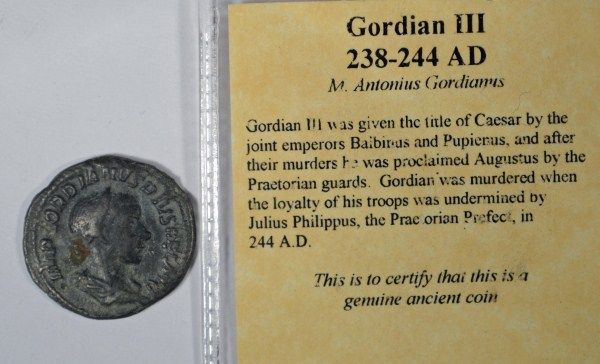 IMP GORDIANVS PIVS
Gordian III
238-244 AD
M. Antonius Gordianus
Gordian III was given the title of Caesar by the
joint emperors Balbinus and Pupienus, and after
their murders he was proclaimed Augustus by the
Praetorian guards. Gordian was murdered when
the loyalty of his troops was undermined by
Julius Philippus, the Praetorian Prefect, in
244 A.D.
This is to certify that this is a
genuine ancient coin